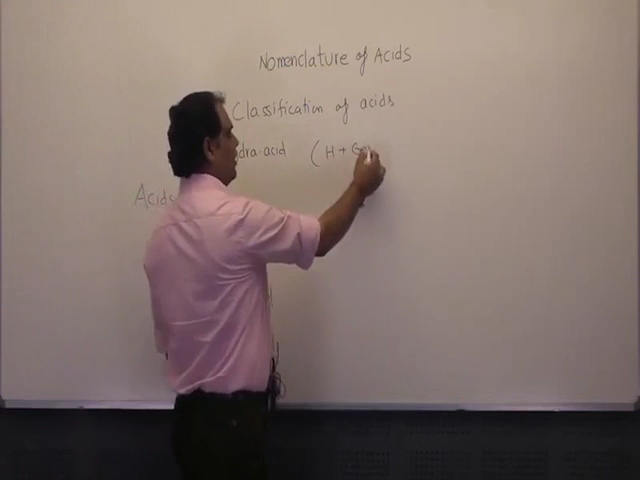 Nomenclature of Acids
Classification of acids
dra-acid (H + G
Acids